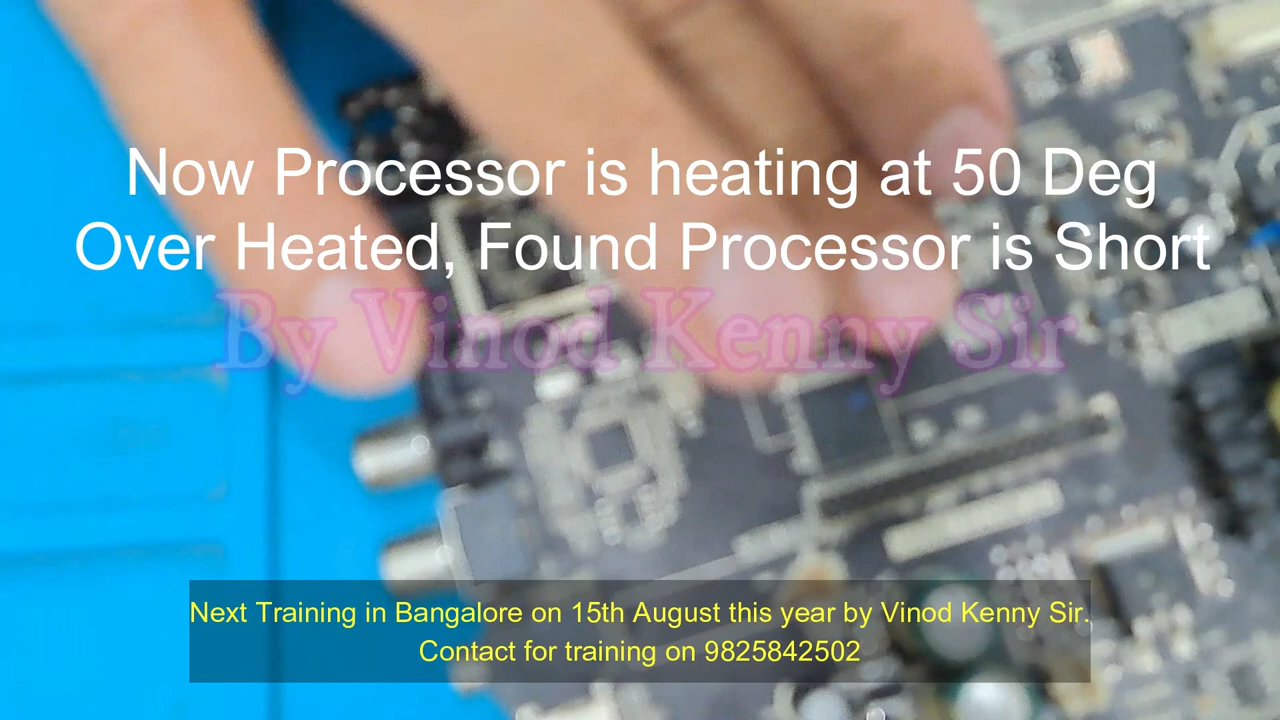 Now Processor is heating at 50 Deg
Over Heated, Found Processor is Short
By Vinod Kenny Sir
Next Training in Bangalore on 15th August this year by Vinod Kenny Sir.
Contact for training on 9825842502